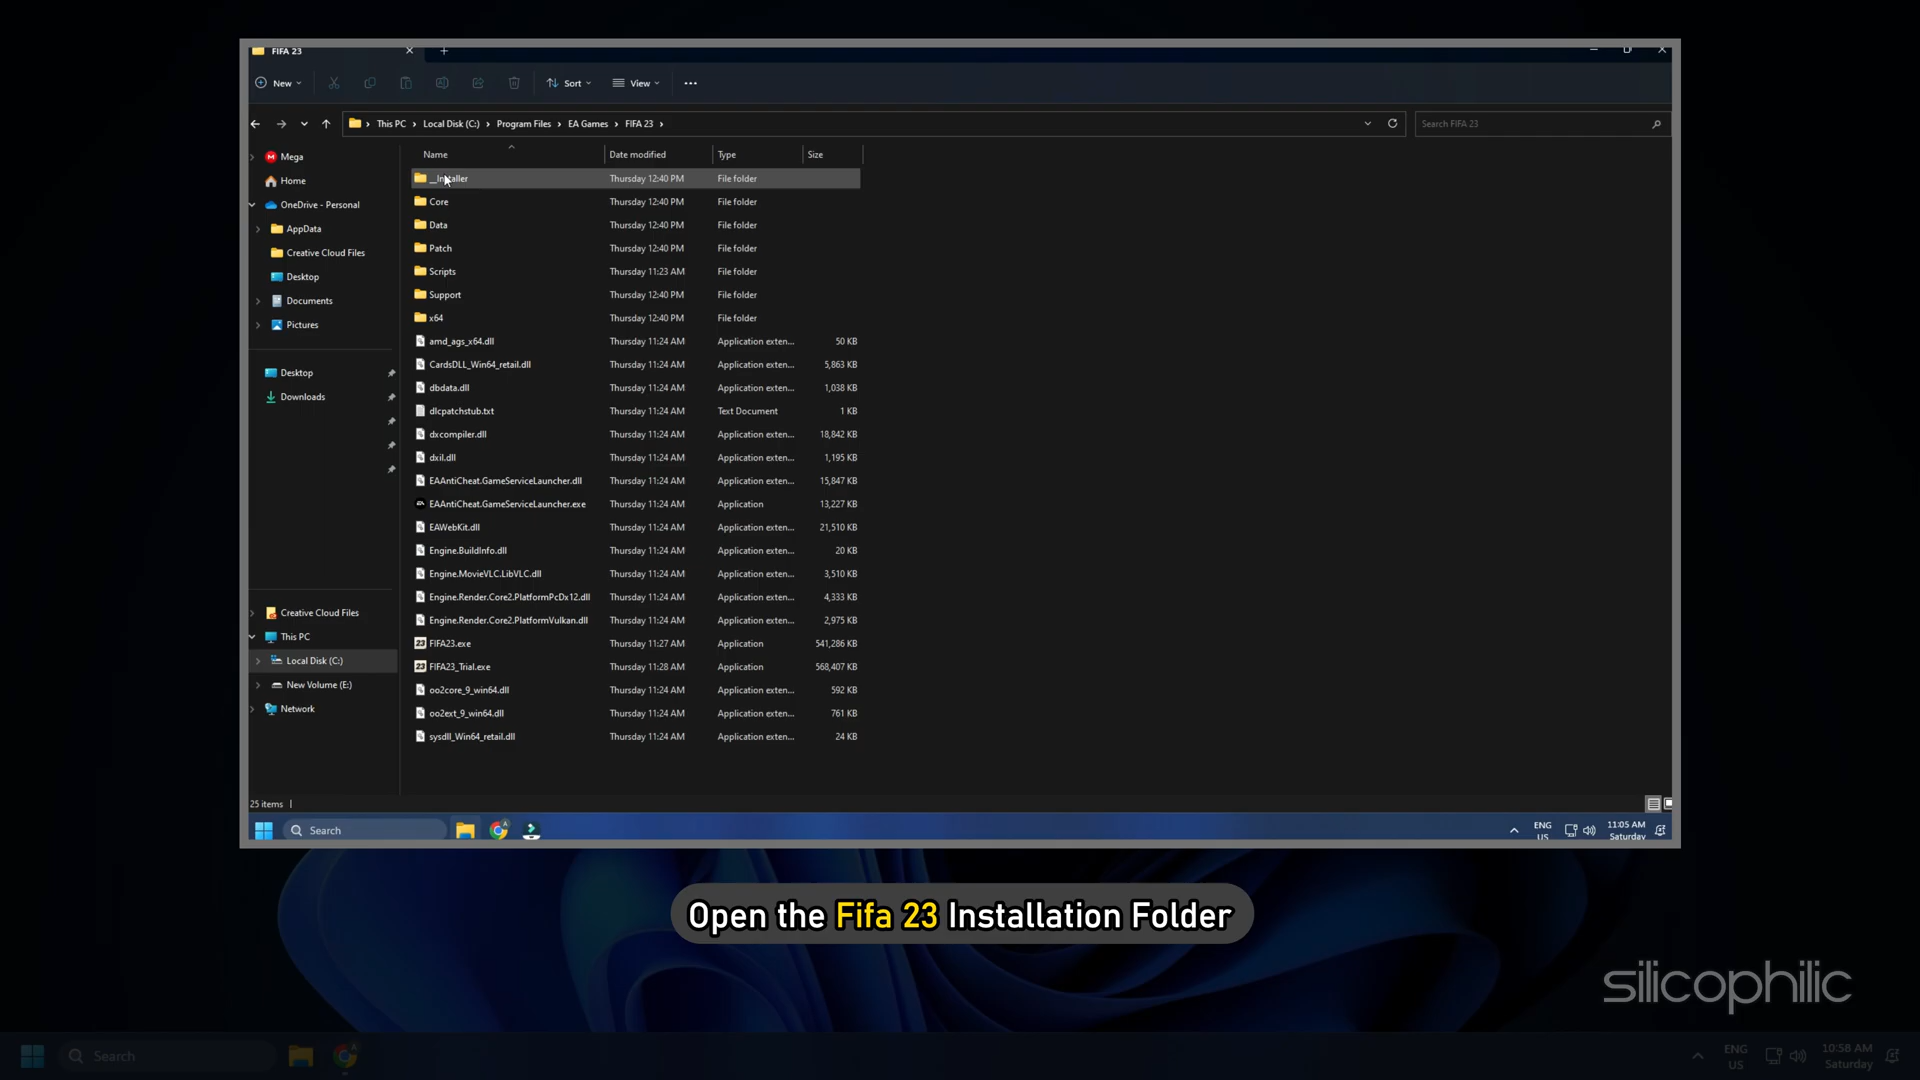 FIFA 23
New
Sort
View
This PC > Local Disk (C:) > Program Files > EA Games > FIFA 23 >
Search FIFA 23
Name Date modified Type Size
Mega
Home
OneDrive - Personal
AppData
Creative Cloud Files
Desktop
Documents
Pictures
Desktop
Downloads
Creative Cloud Files
This PC
Local Disk (C:)
New Volume (E:)
Network
__Installer Thursday 12:40 PM File folder
Core Thursday 12:40 PM File folder
Data Thursday 12:40 PM File folder
Patch Thursday 12:40 PM File folder
Scripts Thursday 11:23 AM File folder
Support Thursday 12:40 PM File folder
x64 Thursday 12:40 PM File folder
amd_ags_x64.dll Thursday 11:24 AM Application exten... 50 KB
CardsDLL_Win64_retail.dll Thursday 11:24 AM Application exten... 5,863 KB
dbdata.dll Thursday 11:24 AM Application exten... 1,038 KB
dlcpatchstub.txt Thursday 11:24 AM Text Document 1 KB
dxcompiler.dll Thursday 11:24 AM Application exten... 18,842 KB
dxil.dll Thursday 11:24 AM Application exten... 1,195 KB
EAAntiCheat.GameServiceLauncher.dll Thursday 11:24 AM Application exten... 15,847 KB
EAAntiCheat.GameServiceLauncher.exe Thursday 11:24 AM Application 13,227 KB
EAWebKit.dll Thursday 11:24 AM Application exten... 21,510 KB
Engine.BuildInfo.dll Thursday 11:24 AM Application exten... 20 KB
Engine.MovieVLC.LibVLC.dll Thursday 11:24 AM Application exten... 3,510 KB
Engine.Render.Core2.PlatformPcDx12.dll Thursday 11:24 AM Application exten... 4,333 KB
Engine.Render.Core2.PlatformVulkan.dll Thursday 11:24 AM Application exten... 2,975 KB
FIFA23.exe Thursday 11:27 AM Application 541,286 KB
FIFA23_Trial.exe Thursday 11:28 AM Application 568,407 KB
oo2core_9_win64.dll Thursday 11:24 AM Application exten... 592 KB
oo2ext_9_win64.dll Thursday 11:24 AM Application exten... 761 KB
sysdll_Win64_retail.dll Thursday 11:24 AM Application exten... 24 KB
25 items
Search
ENG
US
11:05 AM
Saturday
Open the Fifa 23 Installation Folder
silicophilic
Search
ENG
US
10:58 AM
Saturday